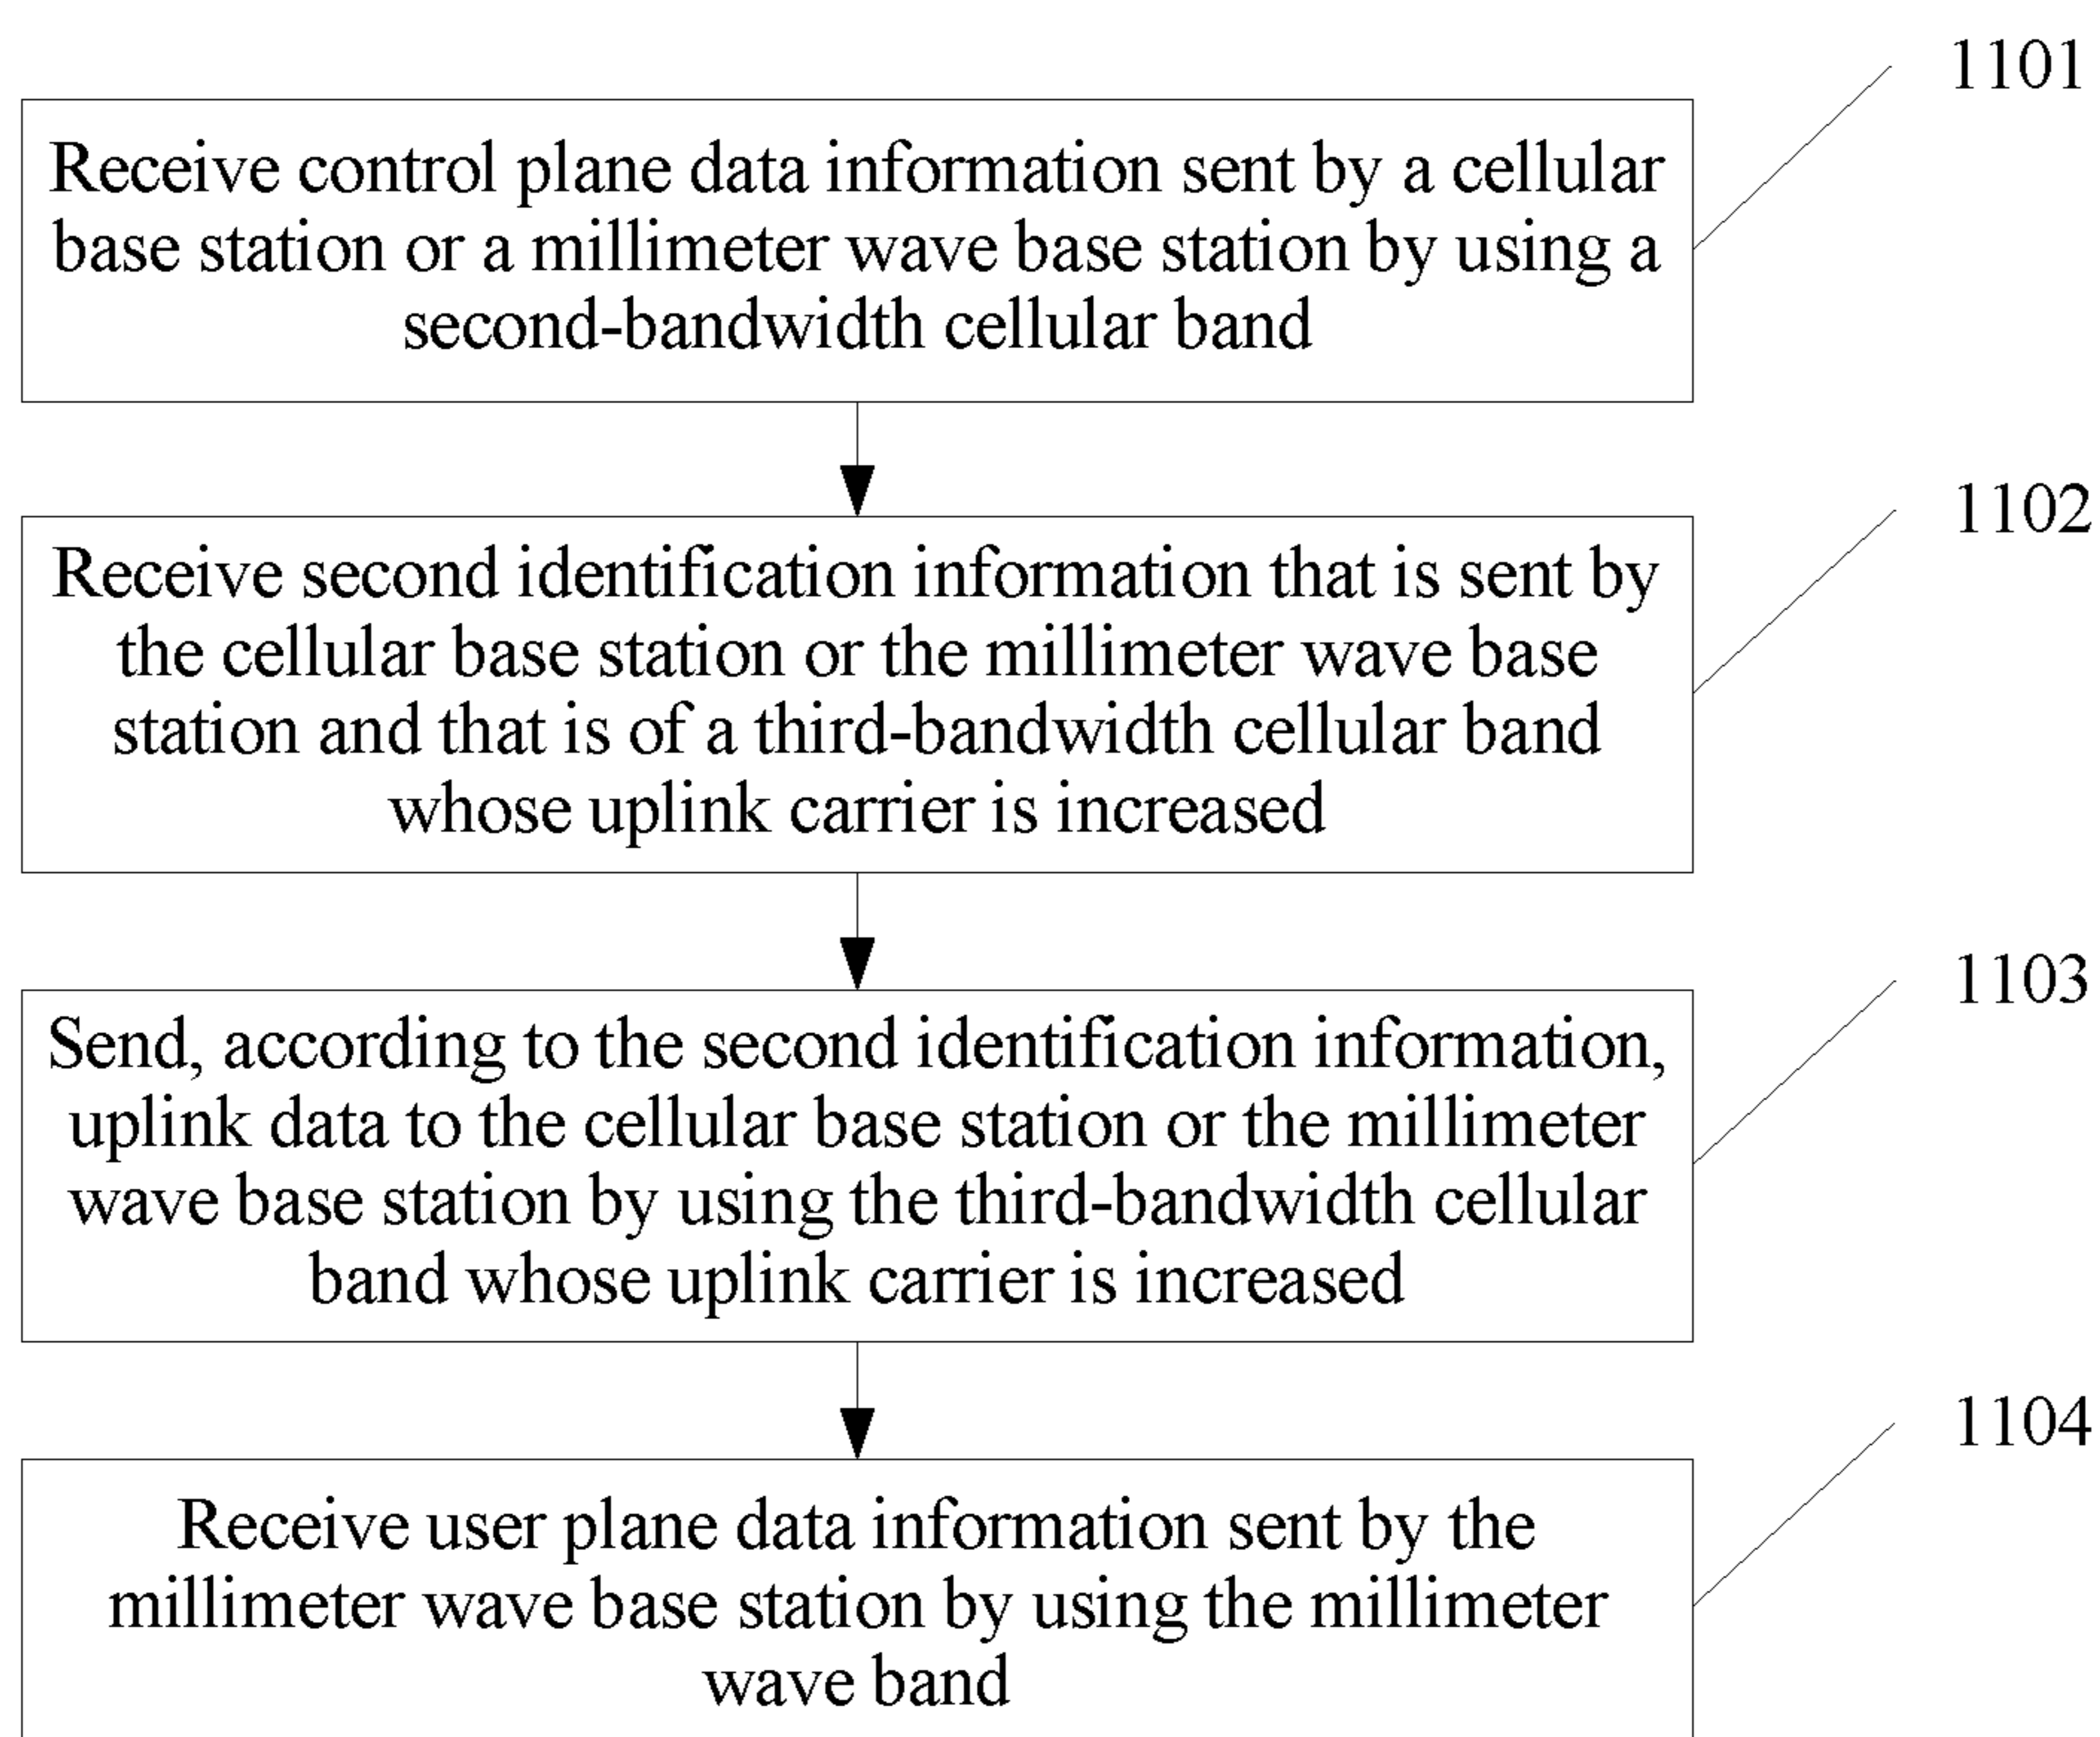 1101
Receive control plane data information sent by a cellular
base station or a millimeter wave base station by using a
second-bandwidth cellular band
1102
Receive second identification information that is sent by
the cellular base station or the millimeter wave base
station and that is of a third-bandwidth cellular band
whose uplink carrier is increased
1103
Send, according to the second identification information,
uplink data to the cellular base station or the millimeter
wave base station by using the third-bandwidth cellular
band whose uplink carrier is increased
1104
Receive user plane data information sent by the
millimeter wave base station by using the millimeter
wave band